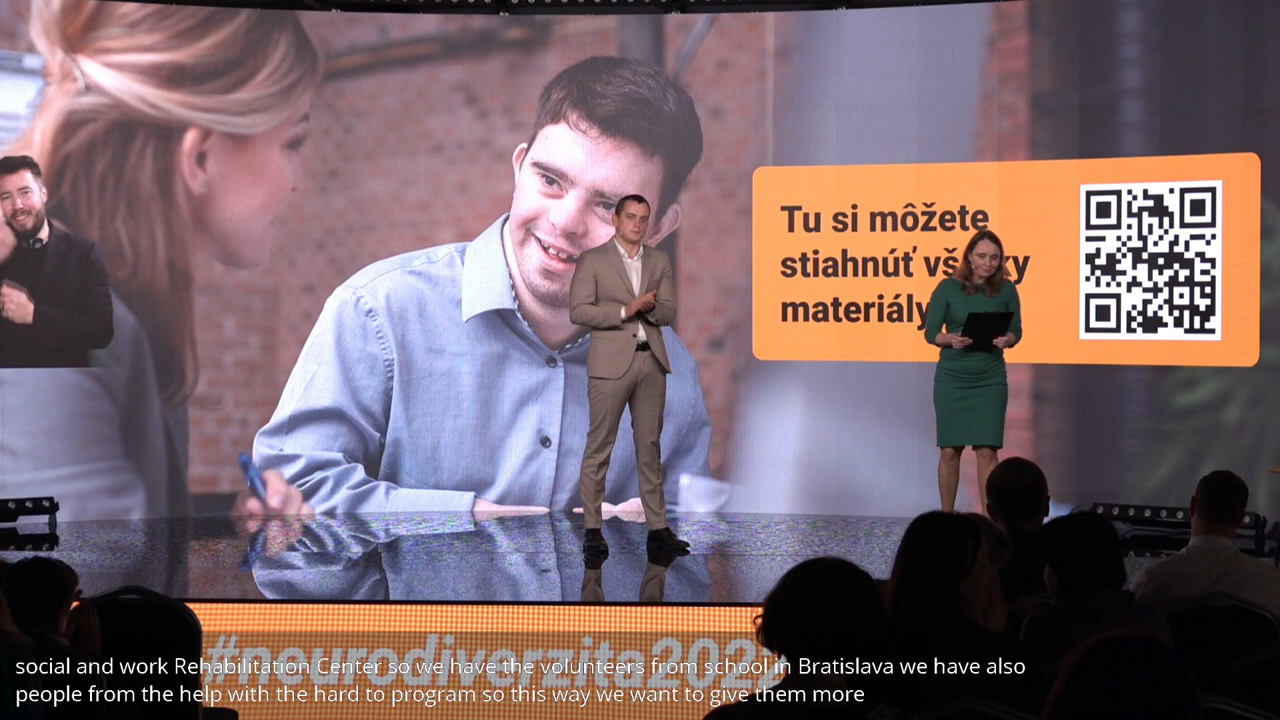 Tu si môžete
stiahnúť
materiály
social and work Rehabilitation Center so we have the volunteers from school in Bratislava we have also
people from the help with the hard to program so this way we want to give them more